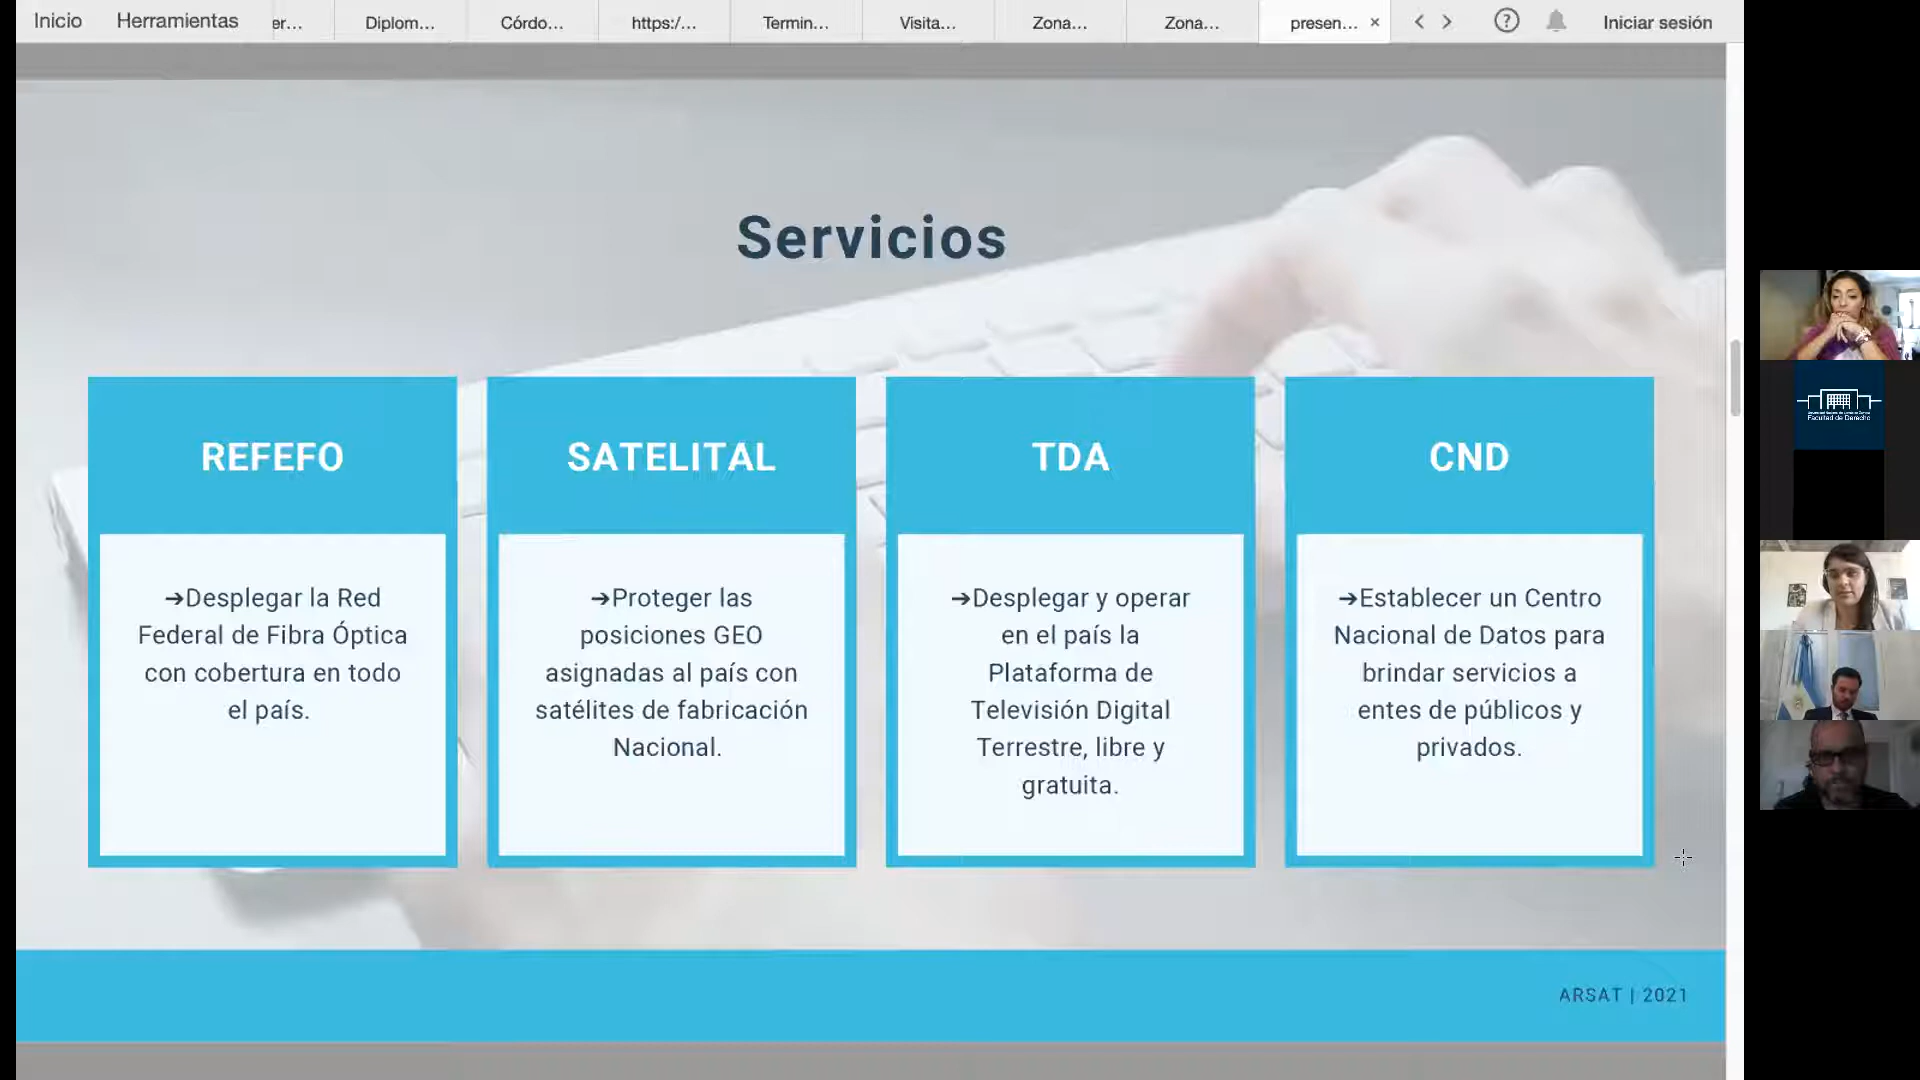 Inicio Herramientas er... Diplom... Córdo... https:/... Termin... Visita... Zona... Zona... presen... × ? Iniciar sesión
Servicios
REFEFO
➔Desplegar la Red
Federal de Fibra Óptica
con cobertura en todo
el país.
SATELITAL
➔Proteger las
posiciones GEO
asignadas al país con
satélites de fabricación
Nacional.
TDA
➔Desplegar y operar
en el país la
Plataforma de
Televisión Digital
Terrestre, libre y
gratuita.
CND
➔Establecer un Centro
Nacional de Datos para
brindar servicios a
entes de públicos y
privados.
ARSAT | 2021
Facultad de Derecho